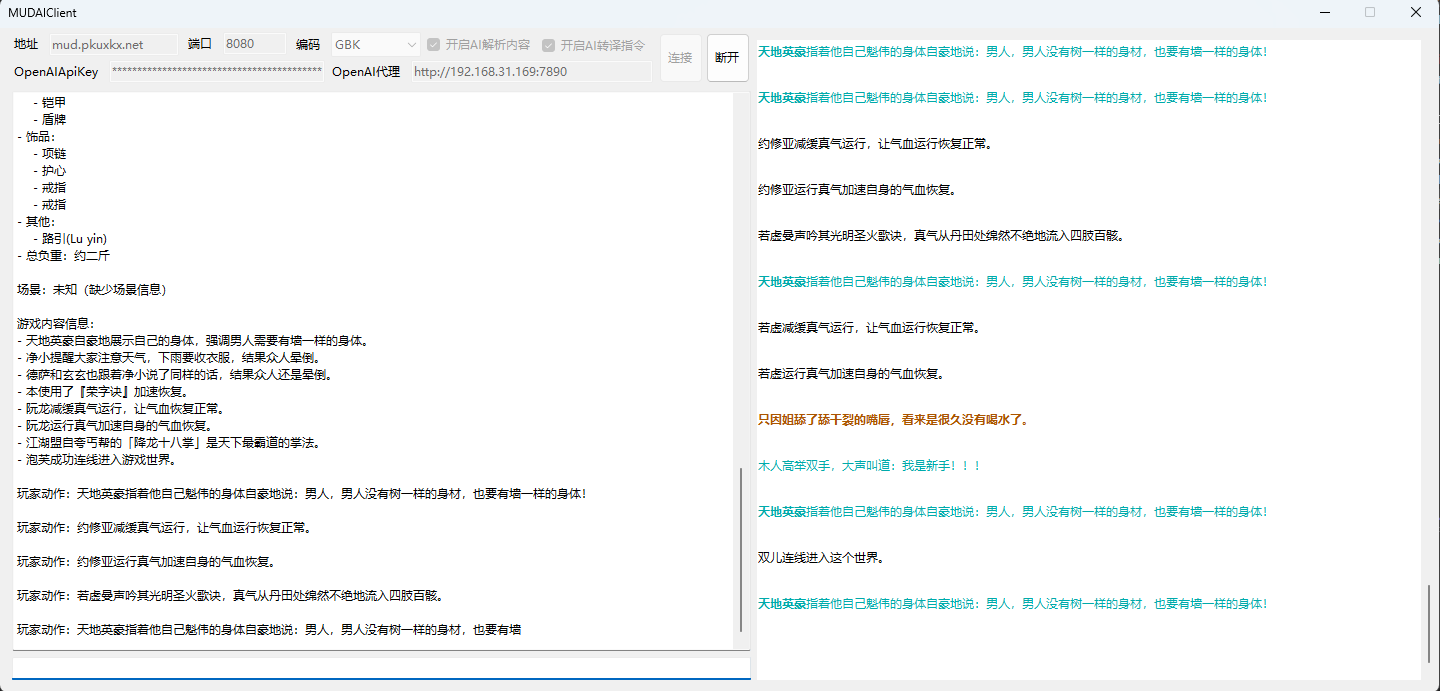 MUDAIClient
地址 mud.pkuxkx.net 端口 8080 编码 GBK 开启AI解析内容 开启AI转译指令 连接 断开
OpenAIApiKey ****************************************** OpenAI代理 http://192.168.31.169:7890
- 铠甲
- 盾牌
- 饰品：
- 项链
- 护心
- 戒指
- 戒指
- 其他：
- 路引(Lu yin)
- 总负重：约二斤
场景：未知（缺少场景信息）
游戏内容信息：
- 天地英豪自豪地展示自己的身体，强调男人需要有墙一样的身体。
- 净小提醒大家注意天气，下雨要收衣服，结果众人晕倒。
- 德萨和玄玄也跟着净小说了同样的话，结果众人还是晕倒。
- 本使用了『荣字诀』加速恢复。
- 阮龙减缓真气运行，让气血恢复正常。
- 阮龙运行真气加速自身的气血恢复。
- 江湖盟自夸丐帮的「降龙十八掌」是天下最霸道的掌法。
- 泡芙成功连线进入游戏世界。
玩家动作：天地英豪指着他自己魁伟的身体自豪地说：男人，男人没有树一样的身材，也要有墙一样的身体！
玩家动作：约修亚减缓真气运行，让气血运行恢复正常。
玩家动作：约修亚运行真气加速自身的气血恢复。
玩家动作：若虚曼声吟其光明圣火歌诀，真气从丹田处绵然不绝地流入四肢百骸。
玩家动作：天地英豪指着他自己魁伟的身体自豪地说：男人，男人没有树一样的身材，也要有墙
天地英豪指着他自己魁伟的身体自豪地说：男人，男人没有树一样的身材，也要有墙一样的身体！
天地英豪指着他自己魁伟的身体自豪地说：男人，男人没有树一样的身材，也要有墙一样的身体！
约修亚减缓真气运行，让气血运行恢复正常。
约修亚运行真气加速自身的气血恢复。
若虚曼声吟其光明圣火歌诀，真气从丹田处绵然不绝地流入四肢百骸。
天地英豪指着他自己魁伟的身体自豪地说：男人，男人没有树一样的身材，也要有墙一样的身体！
若虚减缓真气运行，让气血运行恢复正常。
若虚运行真气加速自身的气血恢复。
只因姐舔了舔干裂的嘴唇，看来是很久没有喝水了。
木人高举双手，大声叫道：我是新手！！！
天地英豪指着他自己魁伟的身体自豪地说：男人，男人没有树一样的身材，也要有墙一样的身体！
双儿连线进入这个世界。
天地英豪指着他自己魁伟的身体自豪地说：男人，男人没有树一样的身材，也要有墙一样的身体！